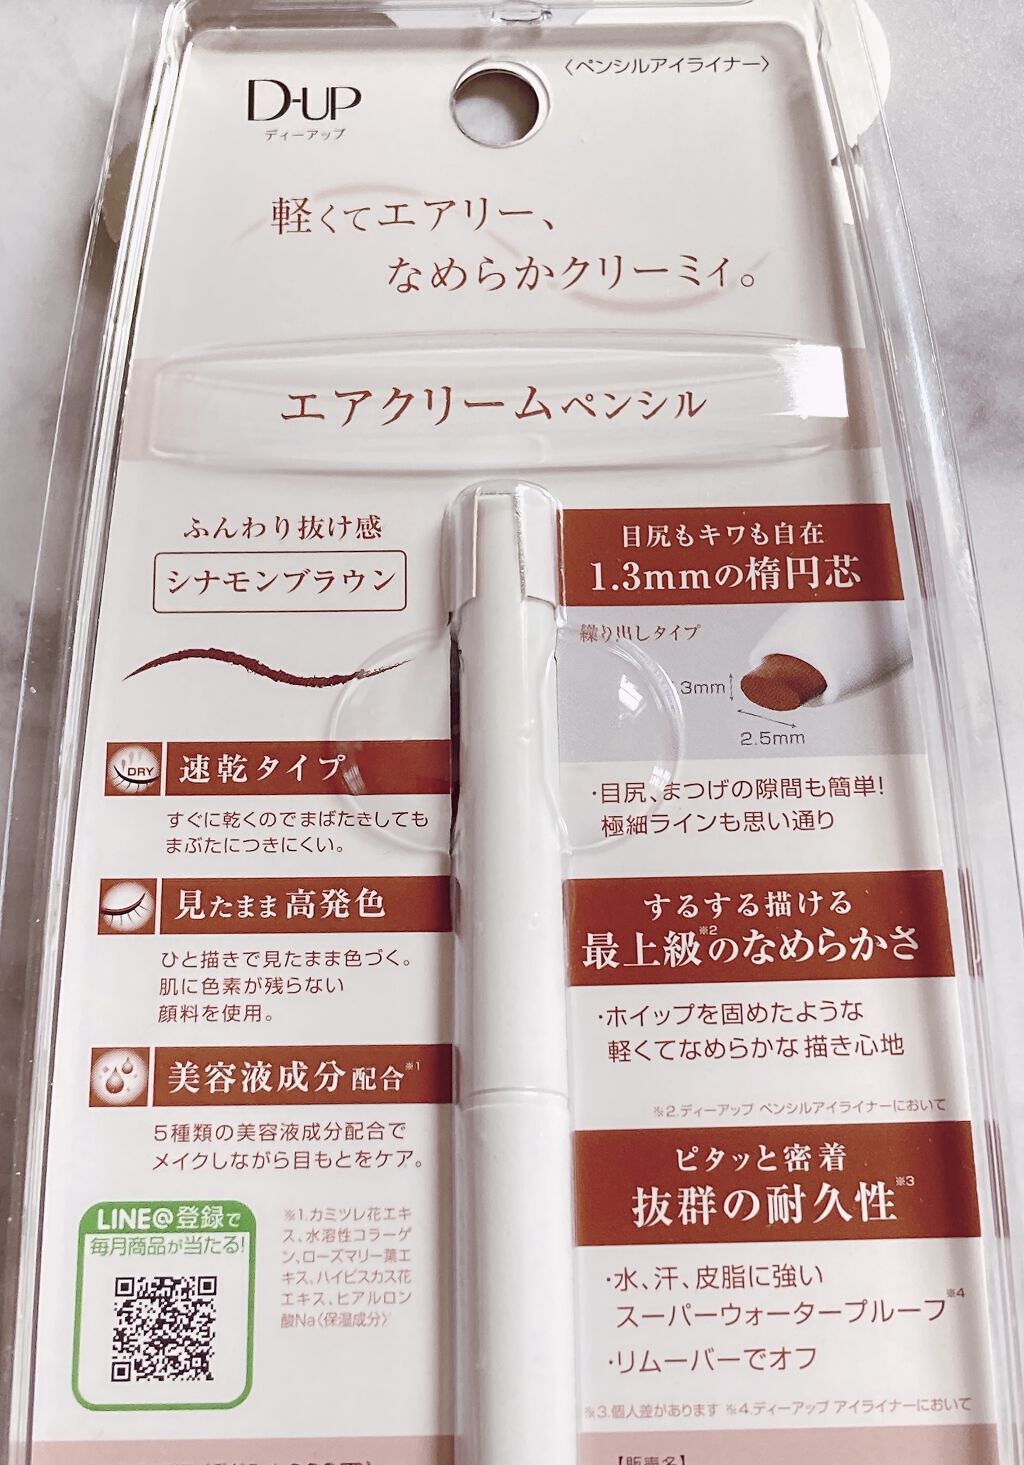 〈ペンシルアイライナー〉
D-UP
ディーアップ
軽くてエアリー、
なめらかクリーミィ。
エアクリームペンシル
ふんわり抜け感
シナモンブラウン
DRY
速乾タイプ
すぐに乾くのでまばたきしても
まぶたにつきにくい。
見たまま高発色
ひと描きで見たまま色づく。
肌に色素が残らない
顔料を使用。
美容液成分配合※1
5種類の美容液成分配合で
メイクしながら目もとをケア。
LINE@登録で
毎月商品が当たる!
※1.カミツレ花エキ
ス、水溶性コラーゲ
ン、ローズマリー葉エ
キス、ハイビスカス花
エキス、ヒアルロン
酸Na〈保湿成分〉
目尻もキワも自在
1.3mmの楕円芯
繰り出しタイプ
3mm
2.5mm
・目尻、まつげの隙間も簡単!
極細ラインも思い通り
するする描ける
最上級※2のなめらかさ
・ホイップを固めたような
軽くてなめらかな描き心地
※2.ディーアップ ペンシルアイライナーにおいて
ピタッと密着
抜群の耐久性※3
・水、汗、皮脂に強い
スーパーウォータープルーフ※4
・リムーバーでオフ
※3.個人差があります ※4.ディーアップ アイライナーにおいて
【販売名】